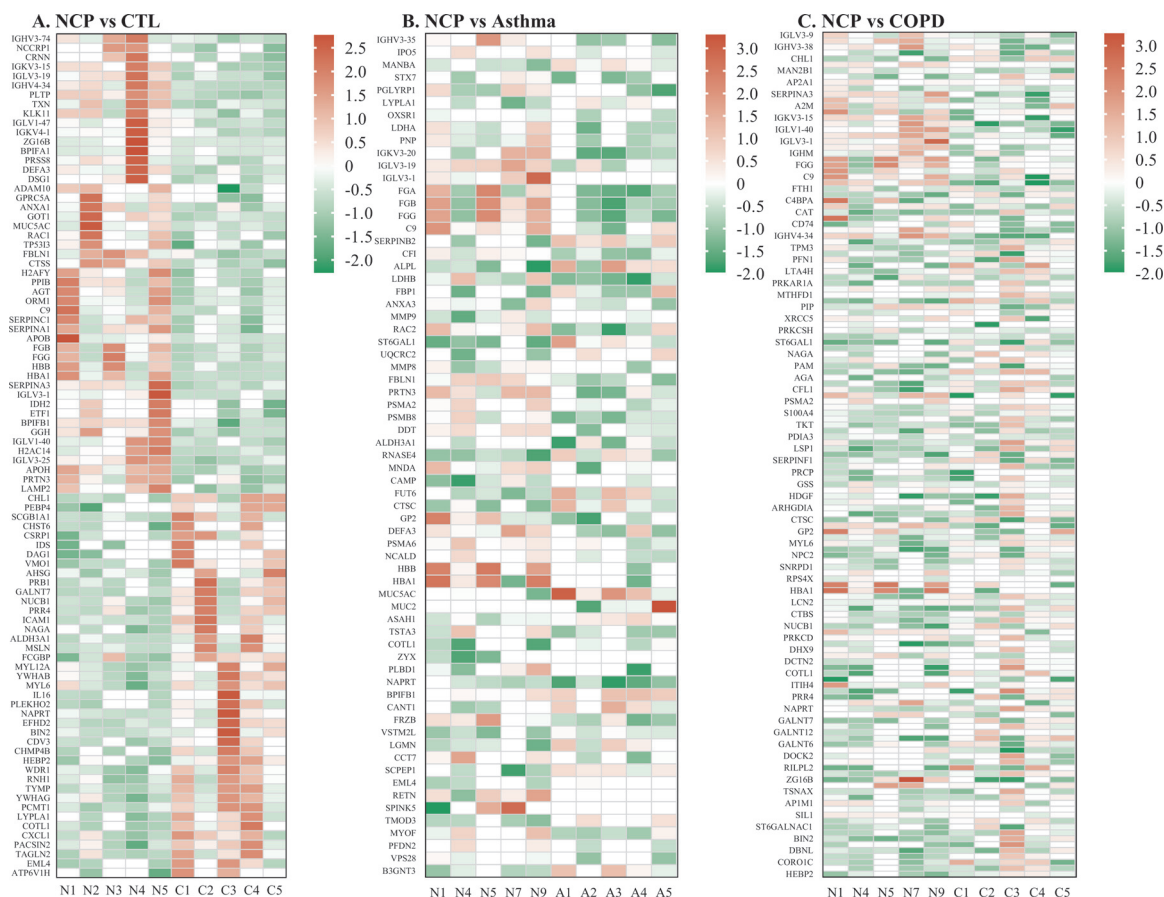 A. NCP vs CTL
IGHV3-74
NCCRP1
CRNN
IGKV3-15
IGLV3-19
IGHV4-34
PLTP
TXN
KLK11
IGLV1-47
IGKV4-1
ZG16B
BPIFA1
PRSS8
DEFA3
DSG1
ADAM10
GPRC5A
ANXA1
GOT1
MUC5AC
RAC1
TP53I3
FBLN1
CTSS
H2AFY
PPIB
AGT
ORM1
C9
SERPINC1
SERPINA1
APOB
FGB
FGG
HBB
HBA1
SERPINA3
IGLV3-1
IDH2
ETF1
BPIFB1
GGH
IGLV1-40
H2AC14
IGLV3-25
APOH
PRTN3
LAMP2
CHL1
PEBP4
SCGB1A1
CHST6
CSRP1
IDS
DAG1
VMO1
AHSG
PRB1
GALNT7
NUCB1
PRR4
ICAM1
NAGA
ALDH3A1
MSLN
FCGBP
MYL12A
YWHAB
MYL6
IL16
PLEKHO2
NAPRT
EFHD2
BIN2
CDV3
CHMP4B
HEBP2
WDR1
RNH1
TYMP
YWHAG
PCMT1
LYPLA1
COTL1
CXCL1
PACSIN2
TAGLN2
EML4
ATP6V1H
N1 N2 N3 N4 N5 C1 C2 C3 C4 C5
2.5
2.0
1.5
1.0
0.5
0
-0.5
-1.0
-1.5
-2.0
B. NCP vs Asthma
IGHV3-35
IPO5
MANBA
STX7
PGLYRP1
LYPLA1
OXSR1
LDHA
PNP
IGKV3-20
IGLV3-19
IGLV3-1
FGA
FGB
FGG
C9
SERPINB2
CFI
ALPL
LDHB
FBP1
ANXA3
MMP9
RAC2
ST6GAL1
UQCRC2
MMP8
FBLN1
PRTN3
PSMA2
PSMB8
DDT
ALDH3A1
RNASE4
MNDA
CAMP
FUT6
CTSC
GP2
DEFA3
PSMA6
NCALD
HBB
HBA1
MUC5AC
MUC2
ASAH1
TSTA3
COTL1
ZYX
PLBD1
NAPRT
BPIFB1
CANT1
FRZB
VSTM2L
LGMN
CCT7
SCPEP1
EML4
RETN
SPINK5
TMOD3
MYOF
PFDN2
VPS28
B3GNT3
N1 N4 N5 N7 N9 A1 A2 A3 A4 A5
3.0
2.5
2.0
1.5
1.0
0.5
0
-0.5
-1.0
-1.5
-2.0
C. NCP vs COPD
IGLV3-9
IGHV3-38
CHL1
MAN2B1
AP2A1
SERPINA3
A2M
IGKV3-15
IGLV1-40
IGLV3-1
IGHM
FGG
C9
FTH1
C4BPA
CAT
CD74
IGHV4-34
TPM3
PFN1
LTA4H
PRKAR1A
MTHFD1
PIP
XRCC5
PRKCSH
ST6GAL1
NAGA
PAM
AGA
CFL1
PSMA2
S100A4
TKT
PDIA3
LSP1
SERPINF1
PRCP
GSS
HDGF
ARHGDIA
CTSC
GP2
MYL6
NPC2
SNRPD1
RPS4X
HBA1
LCN2
CTBS
NUCB1
PRKCD
DHX9
DCTN2
COTL1
ITIH4
PRR4
NAPRT
GALNT7
GALNT12
GALNT6
DOCK2
RILPL2
ZG16B
TSNAX
AP1M1
SIL1
ST6GALNAC1
BIN2
DBNL
CORO1C
HEBP2
N1 N4 N5 N7 N9 C1 C2 C3 C4 C5
3.0
2.5
2.0
1.5
1.0
0.5
0
-0.5
-1.0
-1.5
-2.0